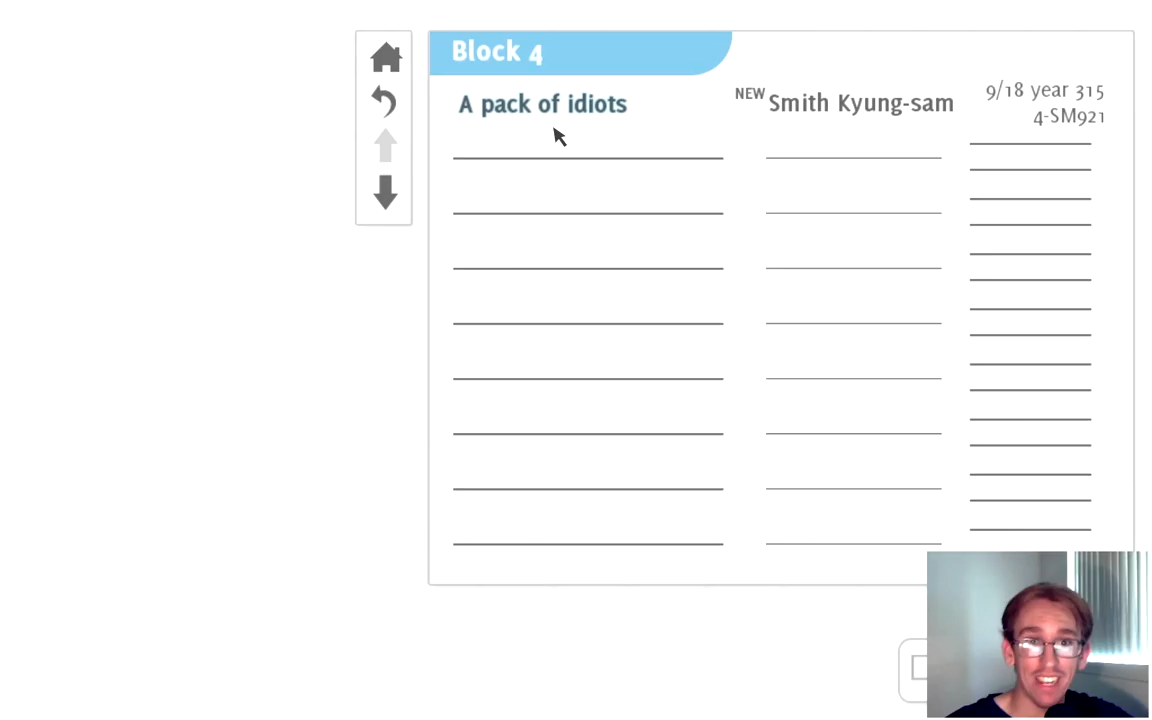 Block 4
A pack of idiots
NEW Smith Kyung-sam
9/18 year 315
4-SM921